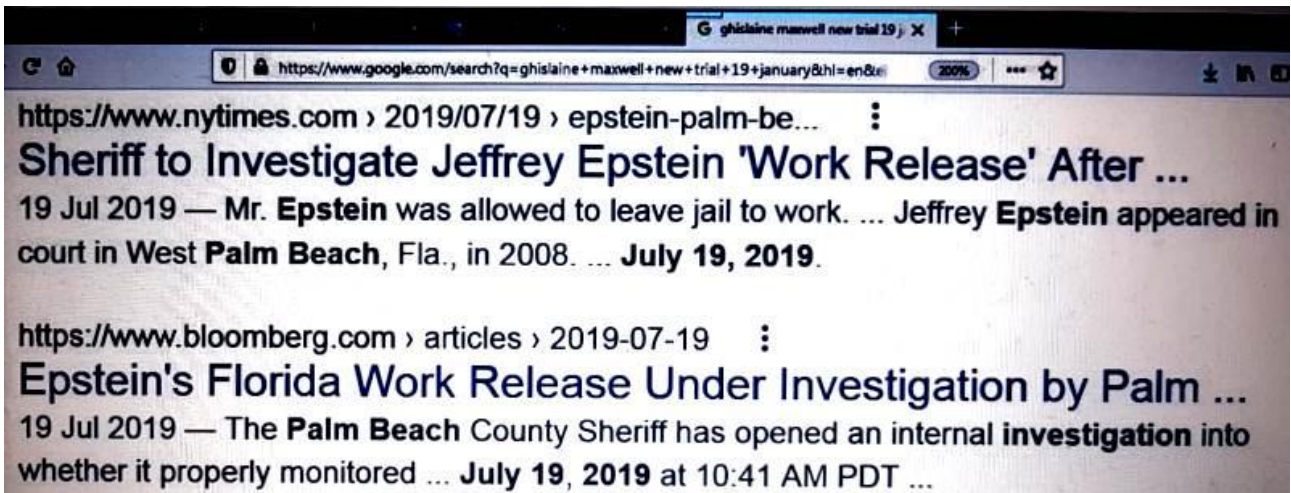 G ghislaine maxwell new trial 19 j
https://www.google.com/search?q=ghislaine+maxwell+new+trial+19+january&hl=en&ei 200%
https://www.nytimes.com › 2019/07/19 › epstein-palm-be...
Sheriff to Investigate Jeffrey Epstein 'Work Release' After ...
19 Jul 2019 — Mr. Epstein was allowed to leave jail to work. ... Jeffrey Epstein appeared in
court in West Palm Beach, Fla., in 2008. ... July 19, 2019.
https://www.bloomberg.com › articles › 2019-07-19
Epstein's Florida Work Release Under Investigation by Palm ...
19 Jul 2019 — The Palm Beach County Sheriff has opened an internal investigation into
whether it properly monitored ... July 19, 2019 at 10:41 AM PDT ...